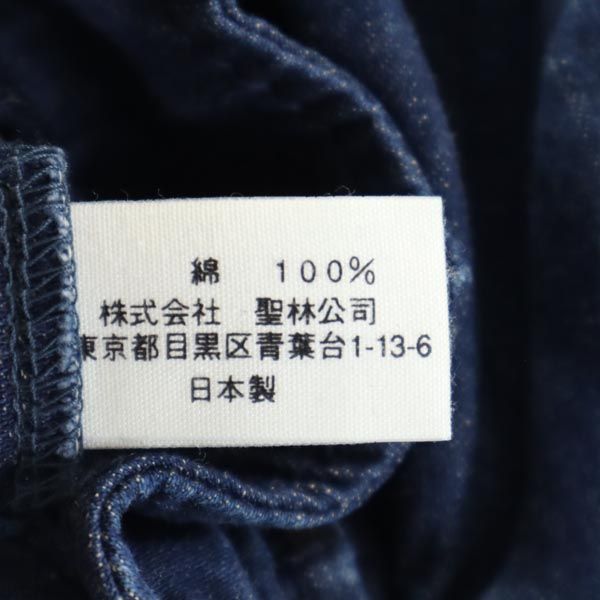 綿 100%
株式会社 聖林公司
東京都目黒区青葉台1-13-6
日本製